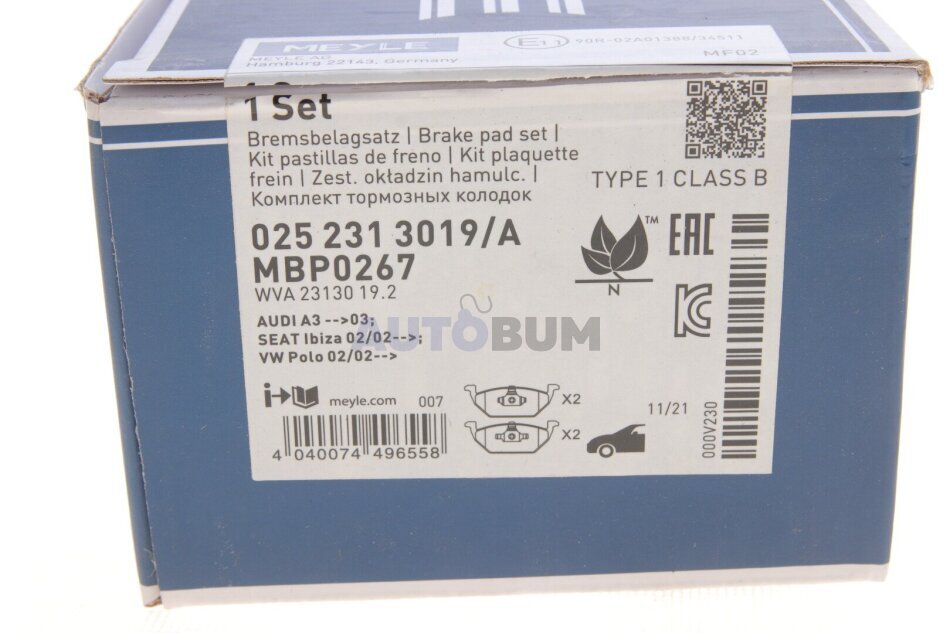 MEYLE
MEYLE AG
Hamburg 22143, Germany
E11 90R-02A01388/34511
MF02
1 Set
Bremsbelagsatz | Brake pad set |
Kit pastillas de freno | Kit plaquette
frein | Zest. okładzin hamulc. |
Комплект тормозных колодок
TYPE 1 CLASS B
025 231 3019/A
MBP0267
WVA 23130 19.2
TM
N
EAC
AUDI A3 -->03;
SEAT Ibiza 02/02-->;
VW Polo 02/02-->
AUTOBUM
meyle.com 007
X2
X2
11/21
000V230
4 040074 496558